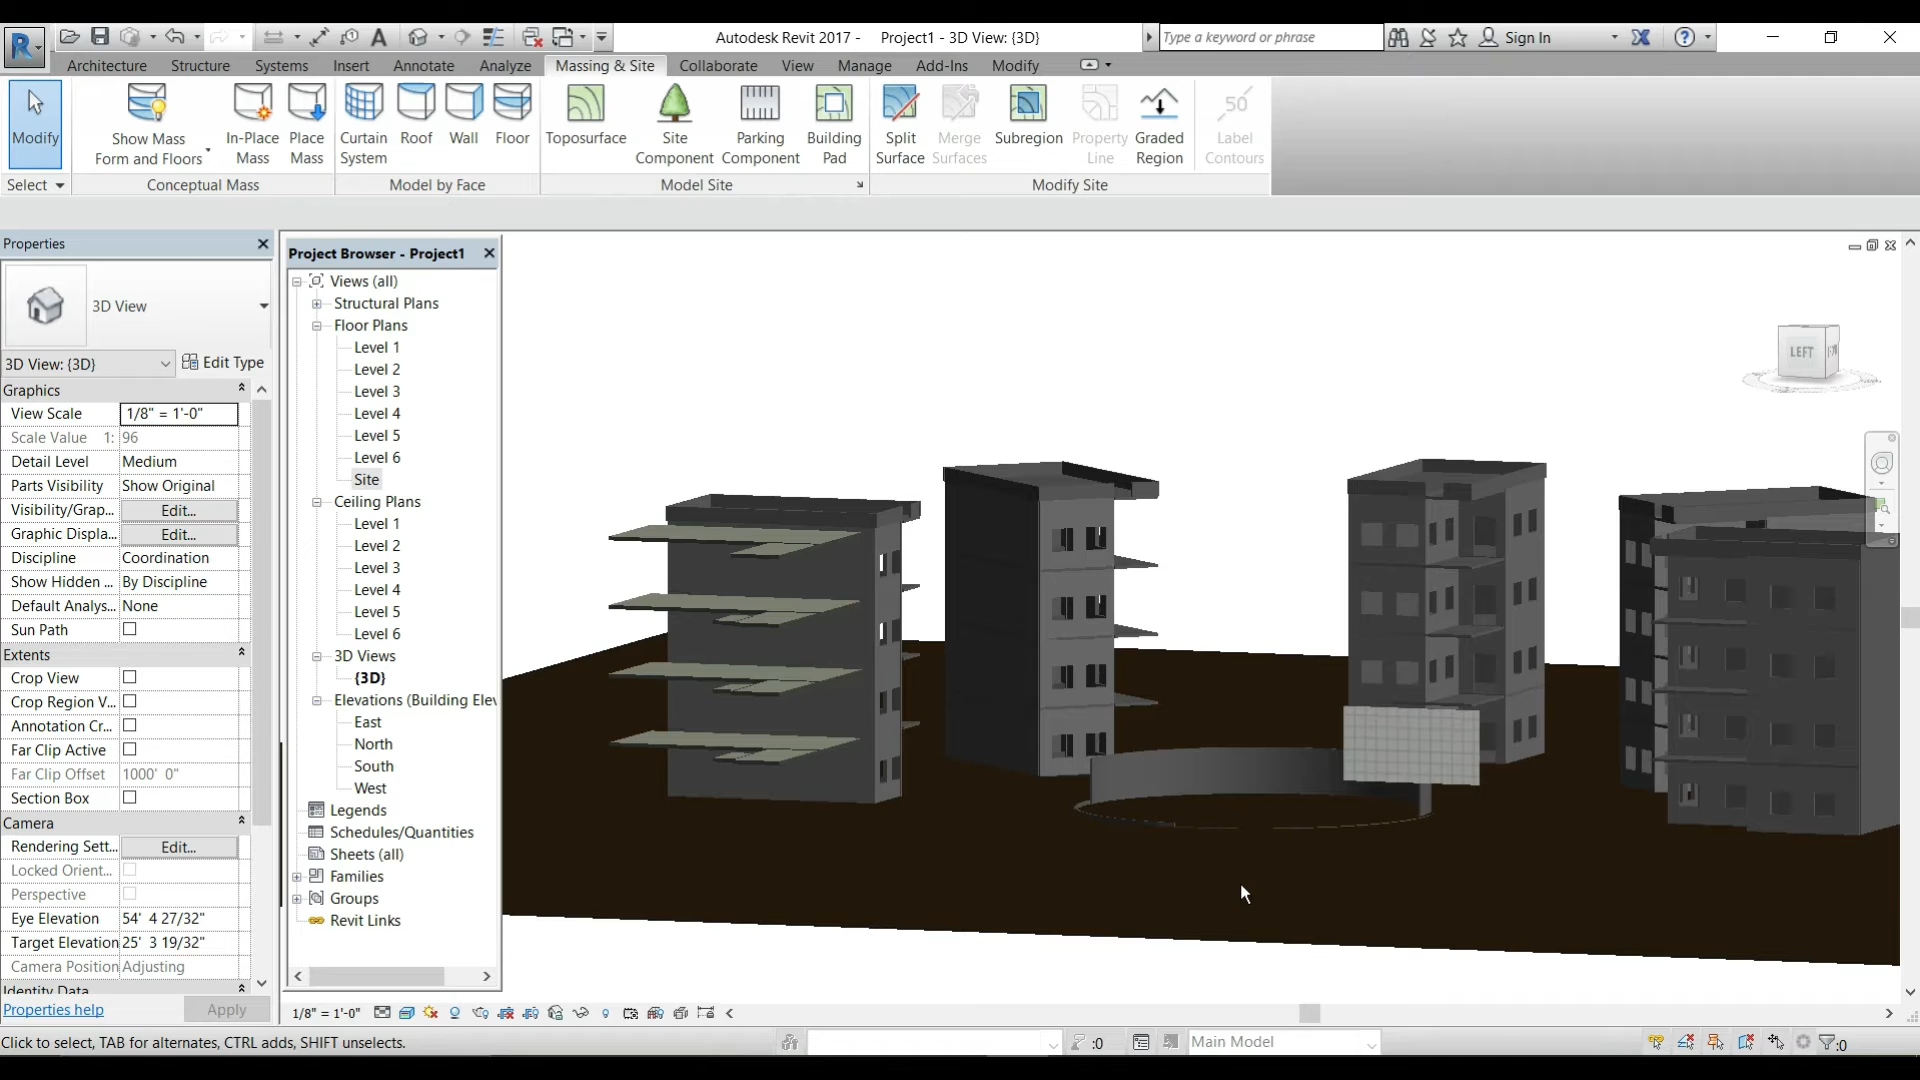 Autodesk Revit 2017 - Project1 - 3D View: {3D}
Type a keyword or phrase
Sign In
Architecture Structure Systems Insert Annotate Analyze Massing & Site Collaborate View Manage Add-Ins Modify
Modify
Show Mass
Form and Floors
In-Place
Mass
Place
Mass
Curtain
System
Roof
Wall
Floor
Toposurface
Site
Component
Parking
Component
Building
Pad
Split
Surface
Merge
Surfaces
Subregion
Property
Line
Graded
Region
50
Label
Contours
Select
Conceptual Mass
Model by Face
Model Site
Modify Site
Properties
3D View
3D View: {3D}
Edit Type
Graphics
View Scale 1/8" = 1'-0"
Scale Value 1: 96
Detail Level Medium
Parts Visibility Show Original
Visibility/Grap... Edit...
Graphic Displa... Edit...
Discipline Coordination
Show Hidden ... By Discipline
Default Analys... None
Sun Path
Extents
Crop View
Crop Region V...
Annotation Cr...
Far Clip Active
Far Clip Offset 1000' 0"
Section Box
Camera
Rendering Sett... Edit...
Locked Orient...
Perspective
Eye Elevation 54' 4 27/32"
Target Elevation 25' 3 19/32"
Camera Position Adjusting
Identity Data
Properties help
Apply
Project Browser - Project1
Views (all)
Structural Plans
Floor Plans
Level 1
Level 2
Level 3
Level 4
Level 5
Level 6
Site
Ceiling Plans
Level 1
Level 2
Level 3
Level 4
Level 5
Level 6
3D Views
{3D}
Elevations (Building Elev
East
North
South
West
Legends
Schedules/Quantities
Sheets (all)
Families
Groups
Revit Links
LEFT
1/8" = 1'-0"
Click to select, TAB for alternates, CTRL adds, SHIFT unselects.
:0
Main Model
:0